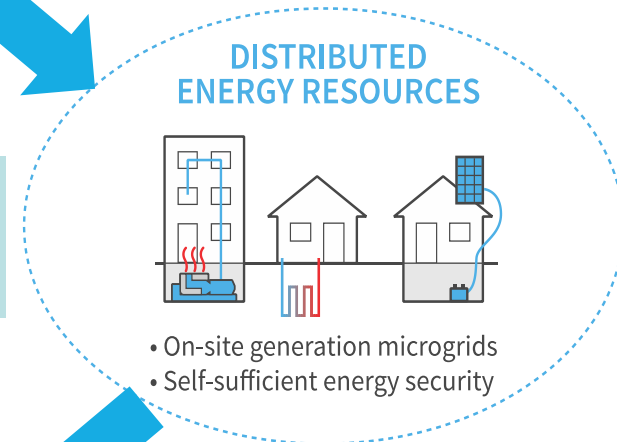 DISTRIBUTED
ENERGY RESOURCES
• On-site generation microgrids
• Self-sufficient energy security